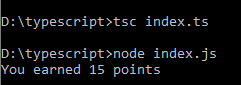 D:\typescript>tsc index.ts
D:\typescript>node index.js
You earned 15 points